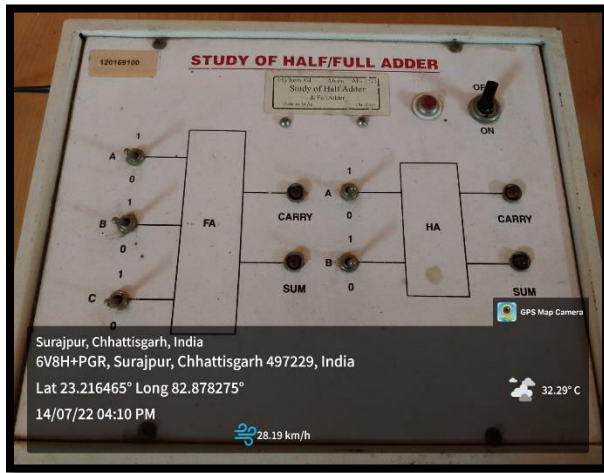 120169100
STUDY OF HALF/FULL ADDER
Study of Half Adder
& Full Adder
OFF
ON
1
A
0
1
B
0
1
C
0
FA
CARRY
SUM
1
A
0
1
B
0
HA
CARRY
SUM
GPS Map Camera
Surajpur, Chhattisgarh, India
6V8H+PGR, Surajpur, Chhattisgarh 497229, India
Lat 23.216465° Long 82.878275°
14/07/22 04:10 PM
32.29° C
28.19 km/h